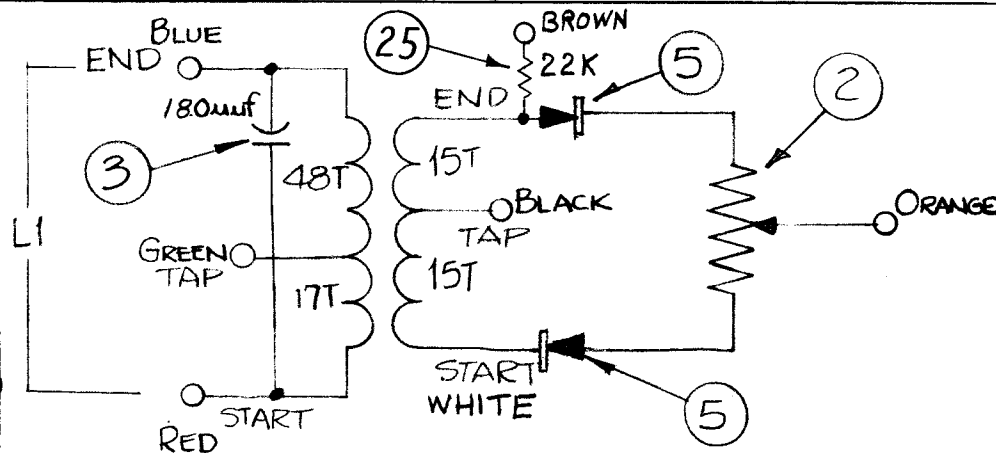 BLUE
END
BROWN
25
22K
5
2
END
180uuf
3
48T
15T
BLACK
TAP
ORANGE
L1
GREEN
TAP
17T
15T
START
WHITE
5
START
RED